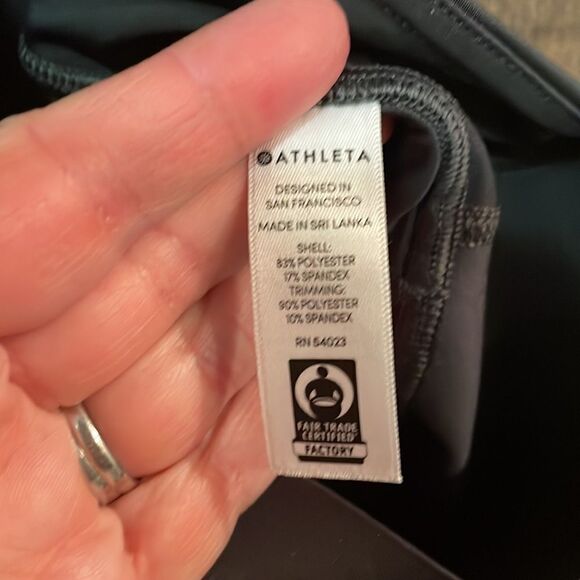 ATHLETA
DESIGNED IN
SAN FRANCISCO
MADE IN SRI LANKA
SHELL:
83% POLYESTER
17% SPANDEX
TRIMMING:
90% POLYESTER
10% SPANDEX
RN 54023
FAIR TRADE
CERTIFIED
FACTORY